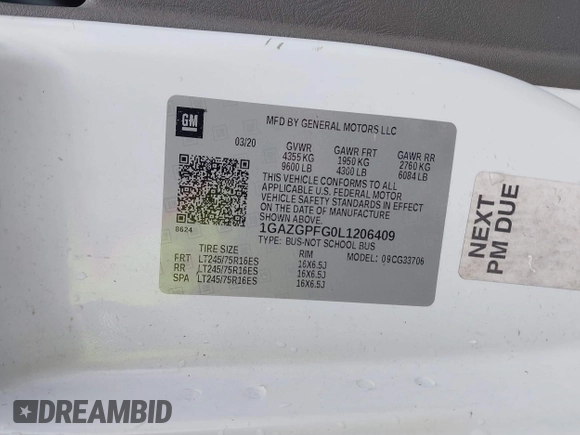 GM
MFD BY GENERAL MOTORS LLC
03/20
GVWR GAWR FRT GAWR RR
4355 KG 1950 KG 2760 KG
9600 LB 4300 LB 6084 LB
THIS VEHICLE CONFORMS TO ALL
APPLICABLE U.S. FEDERAL MOTOR
VEHICLE SAFETY STANDARDS IN EFFECT
ON THE DATE OF MANUFACTURE
SHOWN ABOVE.
8624
1GAZGPFG0L1206409
TYPE: BUS-NOT SCHOOL BUS
TIRE SIZE RIM MODEL: 09CG33706
FRT LT245/75R16ES 16X6.5J
RR LT245/75R16ES 16X6.5J
SPA LT245/75R16ES 16X6.5J
NEXT
PM DUE
DREAMBID